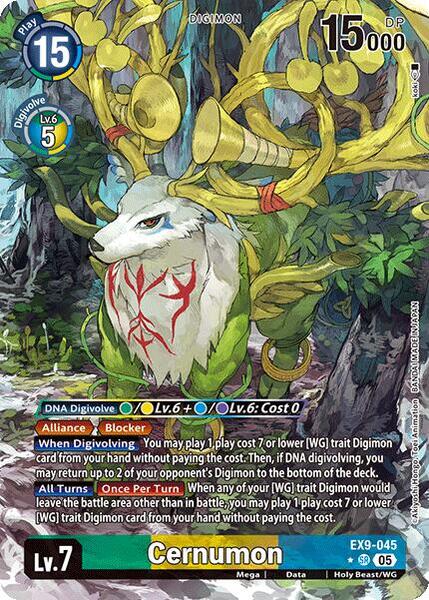 DIGIMON
Play
15
15000
DP
Digivolve
Lv.6
5
koki
DNA Digivolve / Lv.6 + / Lv.6: Cost 0
Alliance Blocker
When Digivolving You may play 1 play cost 7 or lower [WG] trait Digimon
card from your hand without paying the cost. Then, if DNA digivolving, you
may return up to 2 of your opponent's Digimon to the bottom of the deck.
All Turns Once Per Turn When any of your [WG] trait Digimon would
leave the battle area other than in battle, you may play 1 play cost 7 or lower
[WG] trait Digimon card from your hand without paying the cost.
©Akiyoshi Hongo, Toei Animation BANDAI MADE IN JAPAN
Lv.7
Cernumon
EX9-045
SR 05
Mega Data Holy Beast/WG